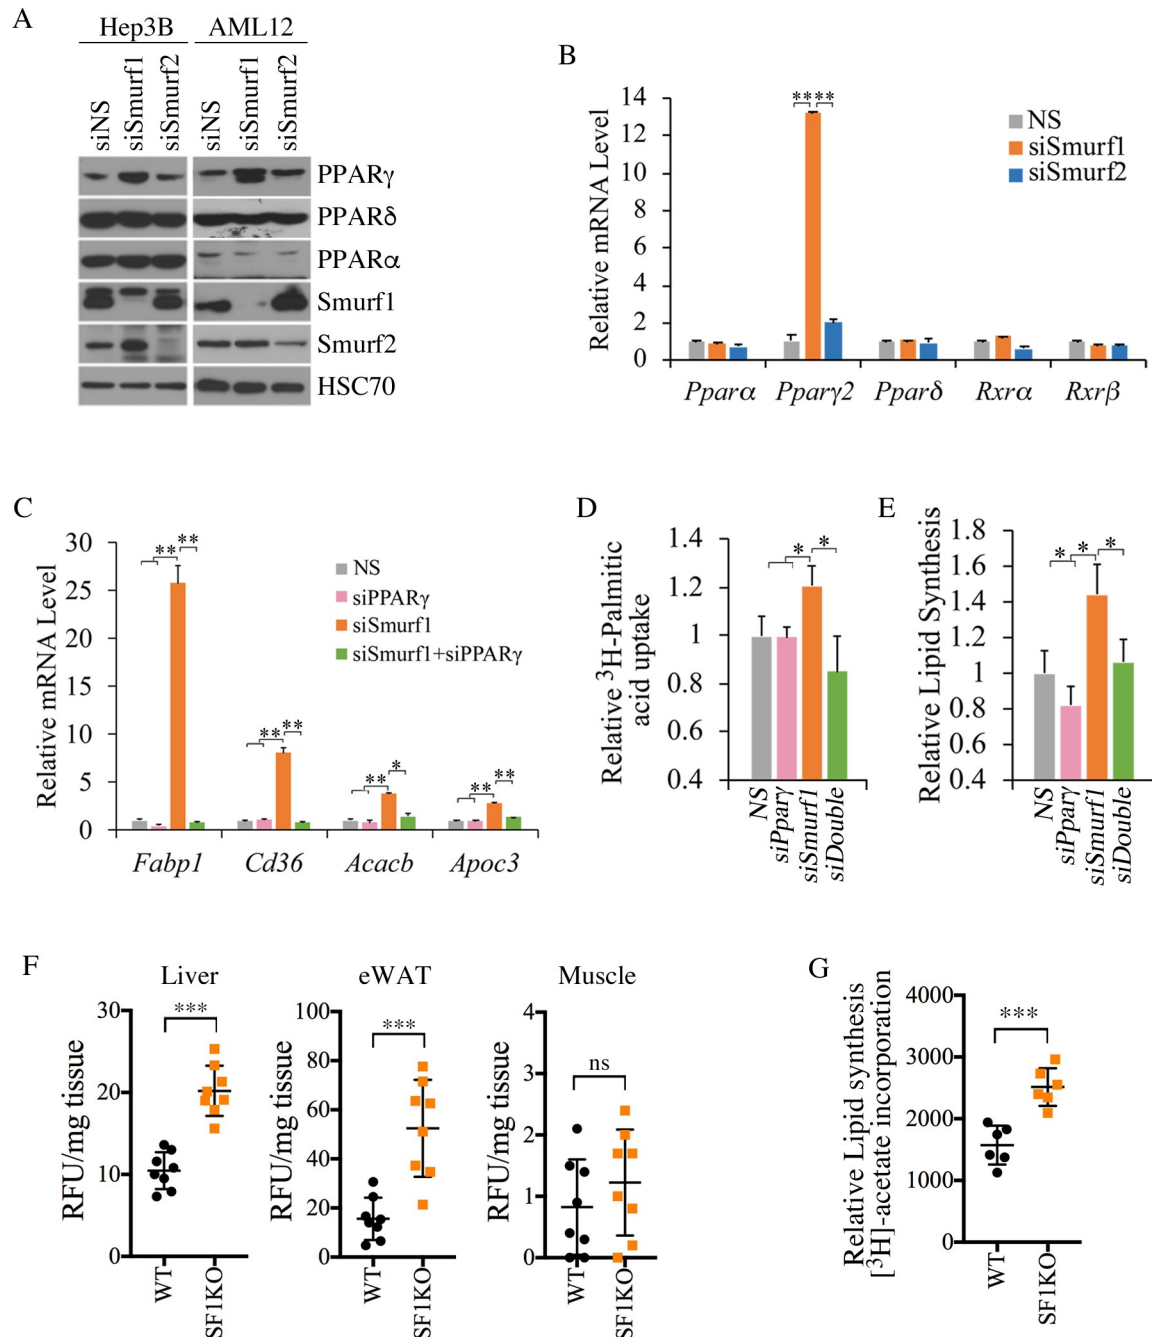 A
Hep3B AML12
siNS siSmurf1 siSmurf2 siNS siSmurf1 siSmurf2
PPARγ
PPARδ
PPARα
Smurf1
Smurf2
HSC70
B
Relative mRNA Level
14
12
10
8
6
4
2
0
**** 
NS
siSmurf1
siSmurf2
Pparα Pparγ2 Pparδ Rxrα Rxrβ
C
Relative mRNA Level
30
25
20
15
10
5
0
** **
** **
** *
** **
NS
siPPARγ
siSmurf1
siSmurf1+siPPARγ
Fabp1 Cd36 Acacb Apoc3
D
Relative ³H-Palmitic
acid uptake
1.4
1.2
1
0.8
0.6
0.4
* *
NS siPparγ siSmurf1 siDouble
E
Relative Lipid Synthesis
1.8
1.6
1.4
1.2
1
0.8
0.6
0.4
* * *
NS siPparγ siSmurf1 siDouble
F
Liver
RFU/mg tissue
30
20
10
0
***
WT SF1KO
eWAT
RFU/mg tissue
100
80
60
40
20
0
***
WT SF1KO
Muscle
RFU/mg tissue
4
3
2
1
0
ns
WT SF1KO
G
Relative Lipid synthesis
[³H]-acetate incorporation
4000
3000
2000
1000
0
***
WT SF1KO